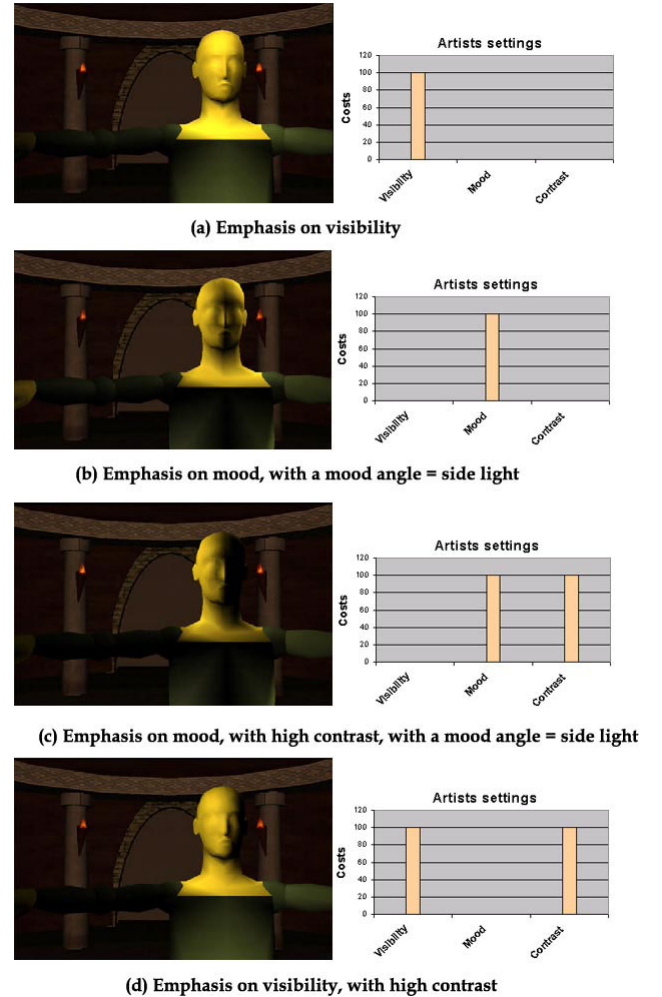 Artists settings
120
100
80
60
40
20
0
Costs
Visibility
Mood
Contrast
(a) Emphasis on visibility
Artists settings
120
100
80
60
40
20
0
Costs
Visibility
Mood
Contrast
(b) Emphasis on mood, with a mood angle = side light
Artists settings
120
100
80
60
40
20
0
Costs
Visibility
Mood
Contrast
(c) Emphasis on mood, with high contrast, with a mood angle = side light
Artists settings
120
100
80
60
40
20
0
Costs
Visibility
Mood
Contrast
(d) Emphasis on visibility, with high contrast